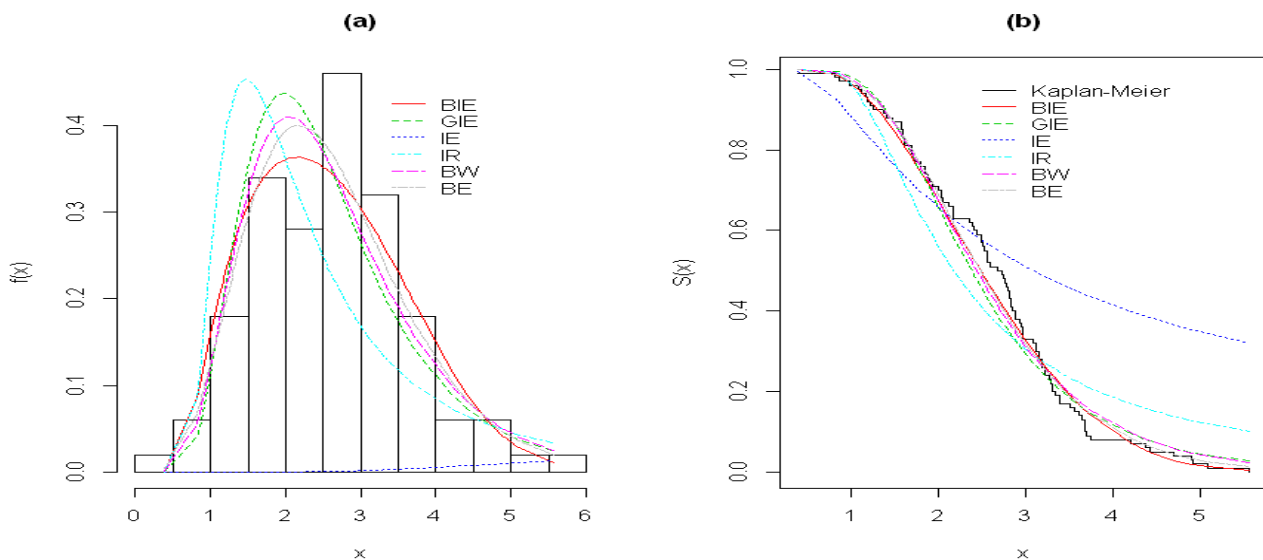 (a)
f(x)
0.0
0.1
0.2
0.3
0.4
BIE
GIE
IE
IR
BW
BE
0 1 2 3 4 5 6
x
(b)
S(x)
0.0
0.2
0.4
0.6
0.8
1.0
Kaplan-Meier
BIE
GIE
IE
IR
BW
BE
1 2 3 4 5
x